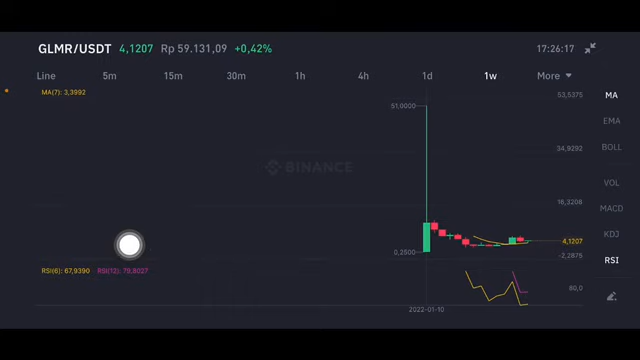 GLMR/USDT 4,1207 Rp 59.131,09 +0,42% 17:26:17
Line 5m 15m 30m 1h 4h 1d 1w More
MA(7): 3,3992
53,5375
MA
51,0000
EMA
34,9292
BOLL
BINANCE
VOL
16,3208
MACD
KDJ
4,1207
0,2500
-2,2875
RSI
RSI(6): 67,9390 RSI(12): 79,8027
80,0
2022-01-10